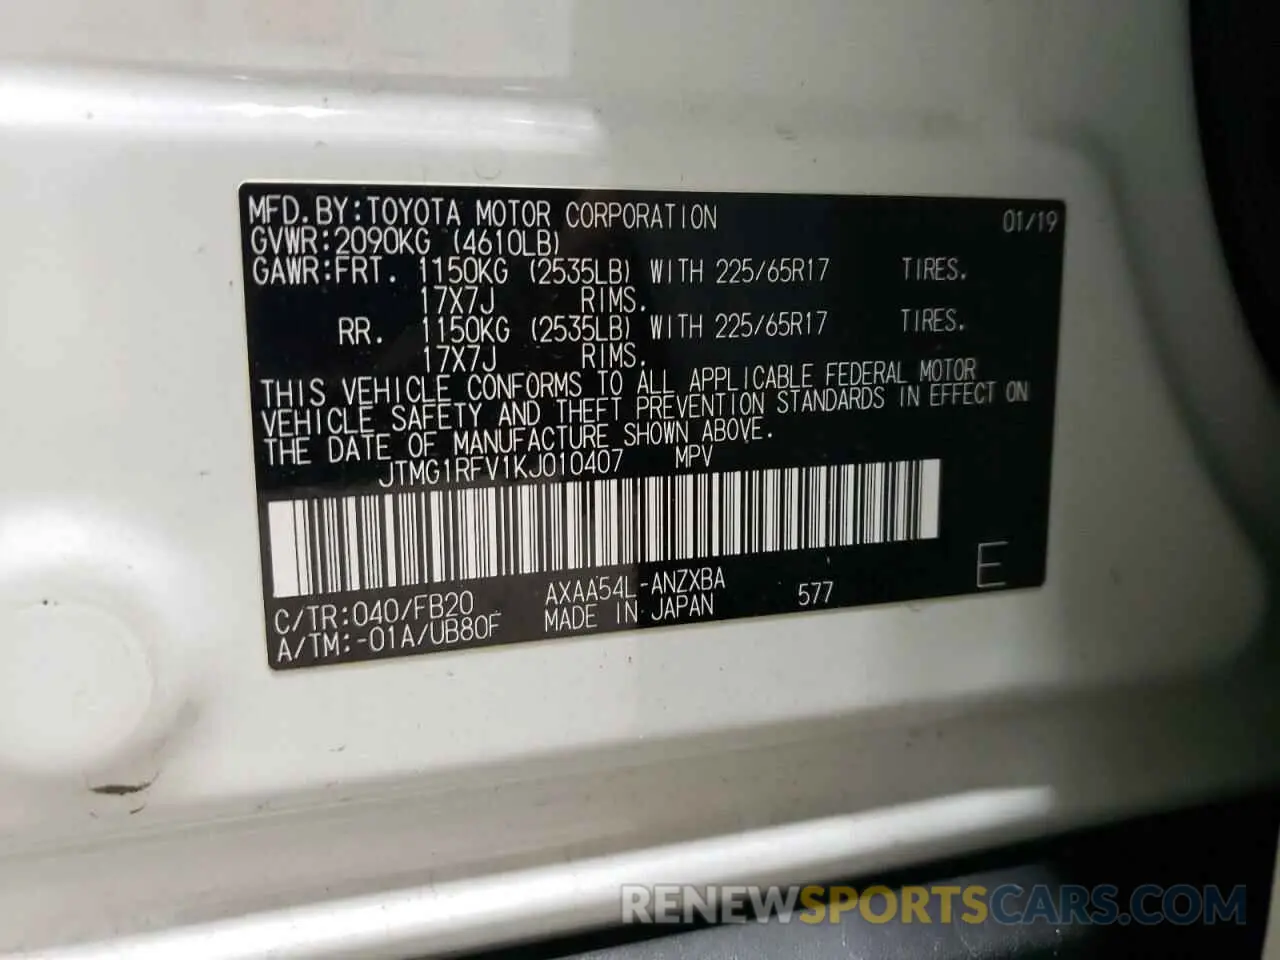 MFD.BY:TOYOTA MOTOR CORPORATION 01/19
GVWR:2090KG (4610LB)
GAWR:FRT. 1150KG (2535LB) WITH 225/65R17 TIRES.
17X7J RIMS.
RR. 1150KG (2535LB) WITH 225/65R17 TIRES.
17X7J RIMS.
THIS VEHICLE CONFORMS TO ALL APPLICABLE FEDERAL MOTOR
VEHICLE SAFETY AND THEFT PREVENTION STANDARDS IN EFFECT ON
THE DATE OF MANUFACTURE SHOWN ABOVE.
JTMG1RFV1KJ010407 MPV
C/TR:040/FB20 AXAA54L-ANZXBA 577 E
A/TM:-01A/UB80F MADE IN JAPAN
RENEWSPORTSCARS.COM